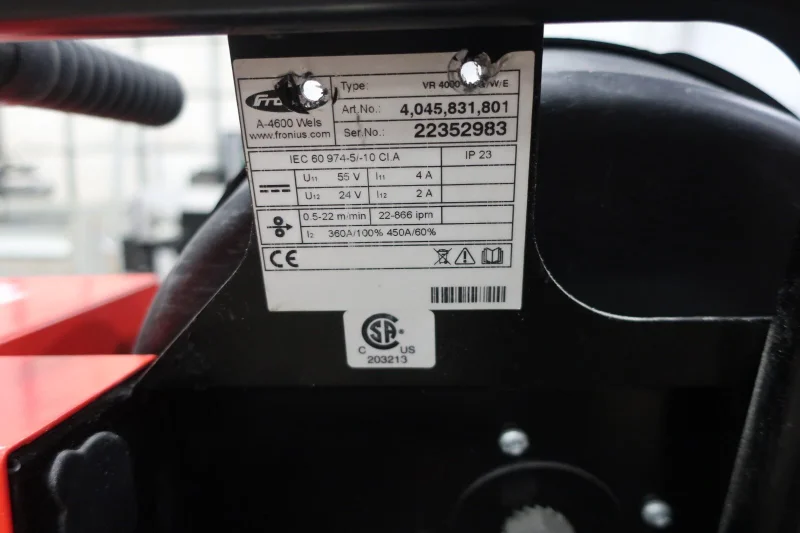 Type: VR 4000 /W/E
Fronius
Art.No.: 4,045,831,801
A-4600 Wels
www.fronius.com
Ser.No.: 22352983
IEC 60 974-5/-10 Cl.A IP 23
U11 55 V I11 4 A
U12 24 V I12 2 A
0.5-22 m/min 22-866 ipm
I2 360A/100% 450A/60%
CE
SA ®
C US
203213